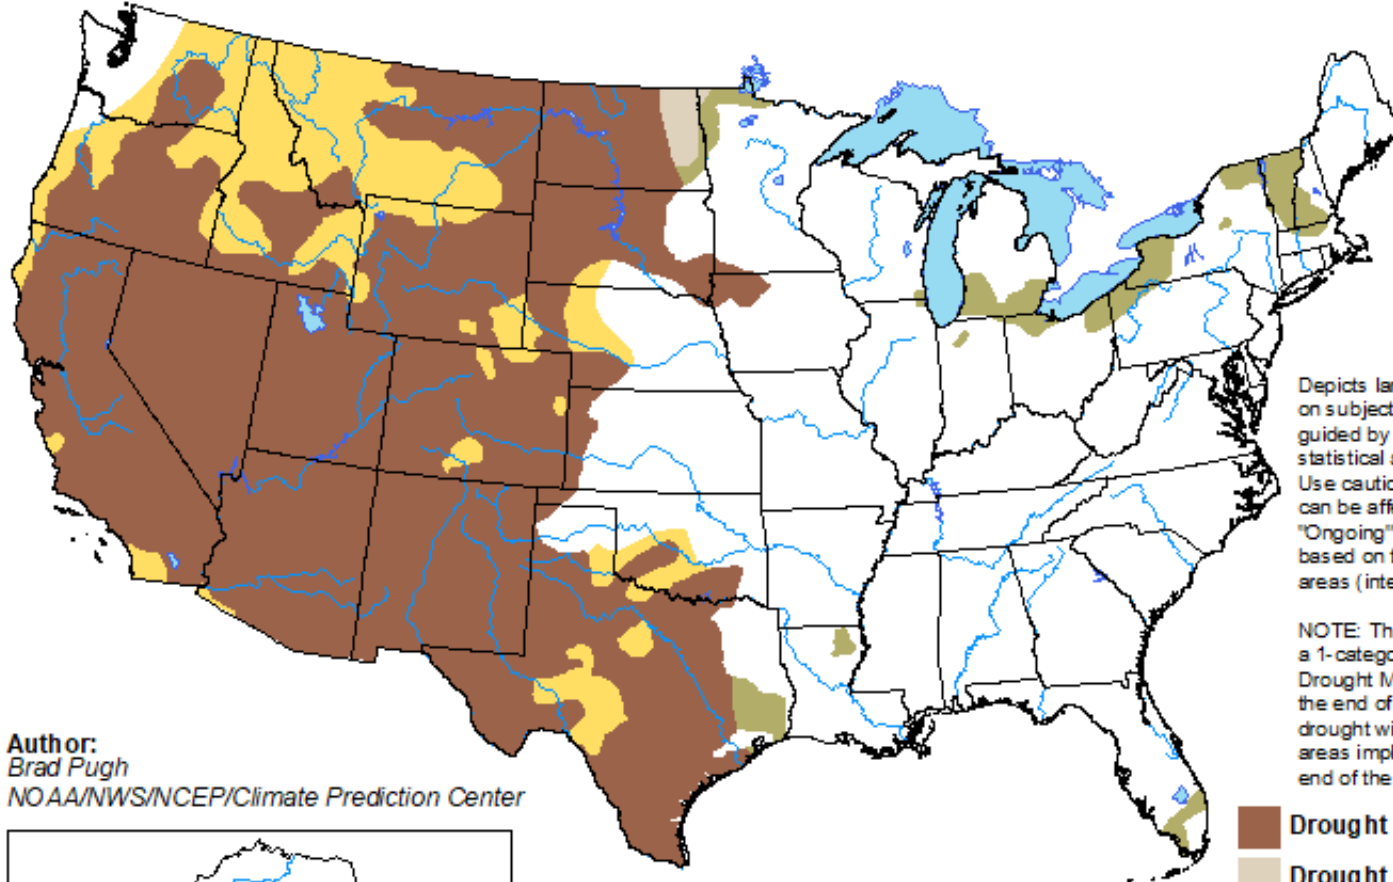 Depicts la
on subject
guided by
statistical a
Use cautio
can be affe
"Ongoing"
based on t
areas (inte
NOTE: Th
a 1-catego
Drought M
the end of
drought wi
areas impl
end of the
Author:
Brad Pugh
NOAA/NWS/NCEP/Climate Prediction Center
Drought
Drought